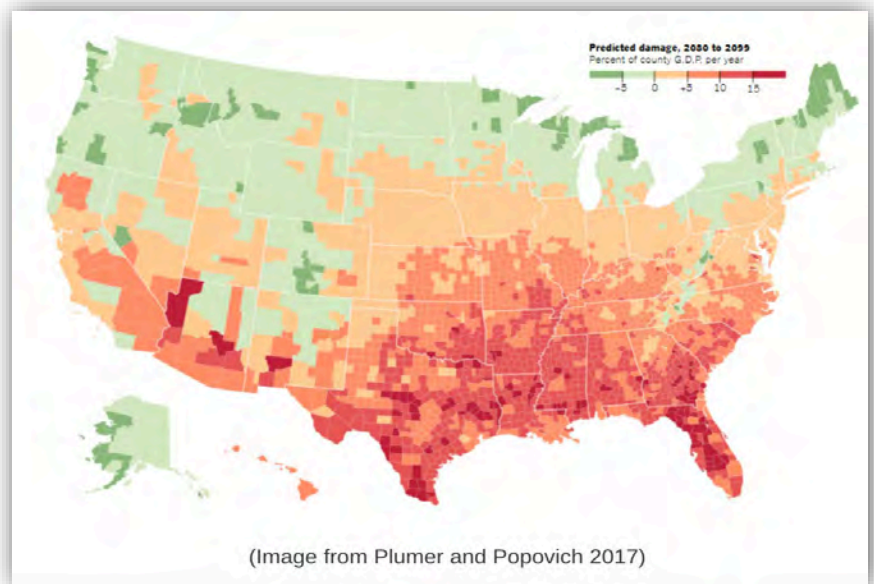 Predicted damage, 2080 to 2099
Percent of county G.D.P. per year
-5 0 +5 10 15
(Image from Plumer and Popovich 2017)